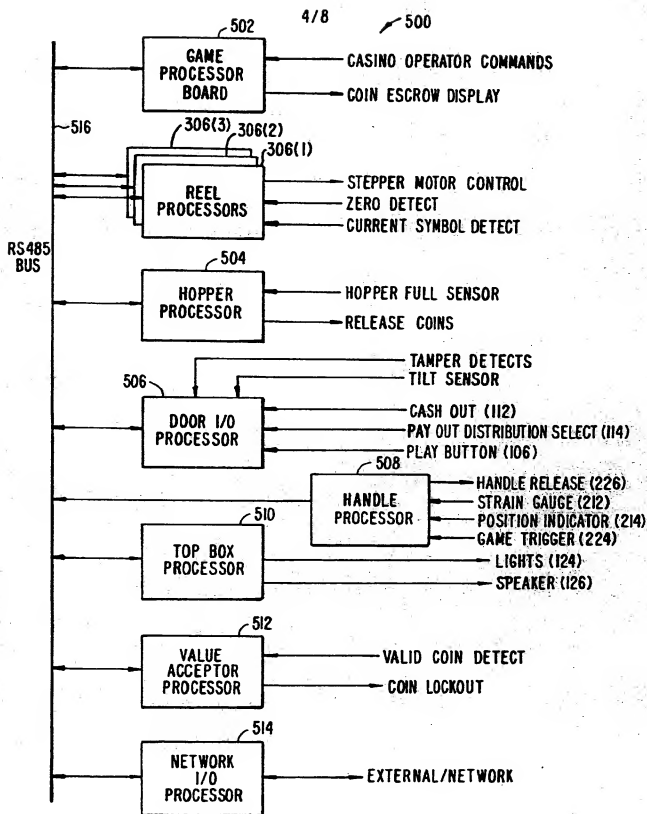 4/8
500
502
GAME
PROCESSOR
BOARD
CASINO OPERATOR COMMANDS
COIN ESCROW DISPLAY
516
306(3)
306(2)
306(1)
REEL
PROCESSORS
STEPPER MOTOR CONTROL
ZERO DETECT
CURRENT SYMBOL DETECT
RS485
BUS
504
HOPPER
PROCESSOR
HOPPER FULL SENSOR
RELEASE COINS
TAMPER DETECTS
TILT SENSOR
506
DOOR I/O
PROCESSOR
CASH OUT (112)
PAY OUT DISTRIBUTION SELECT (114)
PLAY BUTTON (106)
508
HANDLE
PROCESSOR
HANDLE RELEASE (226)
STRAIN GAUGE (212)
POSITION INDICATOR (214)
GAME TRIGGER (224)
510
TOP BOX
PROCESSOR
LIGHTS (124)
SPEAKER (126)
512
VALUE
ACCEPTOR
PROCESSOR
VALID COIN DETECT
COIN LOCKOUT
514
NETWORK
I/O
PROCESSOR
EXTERNAL/NETWORK